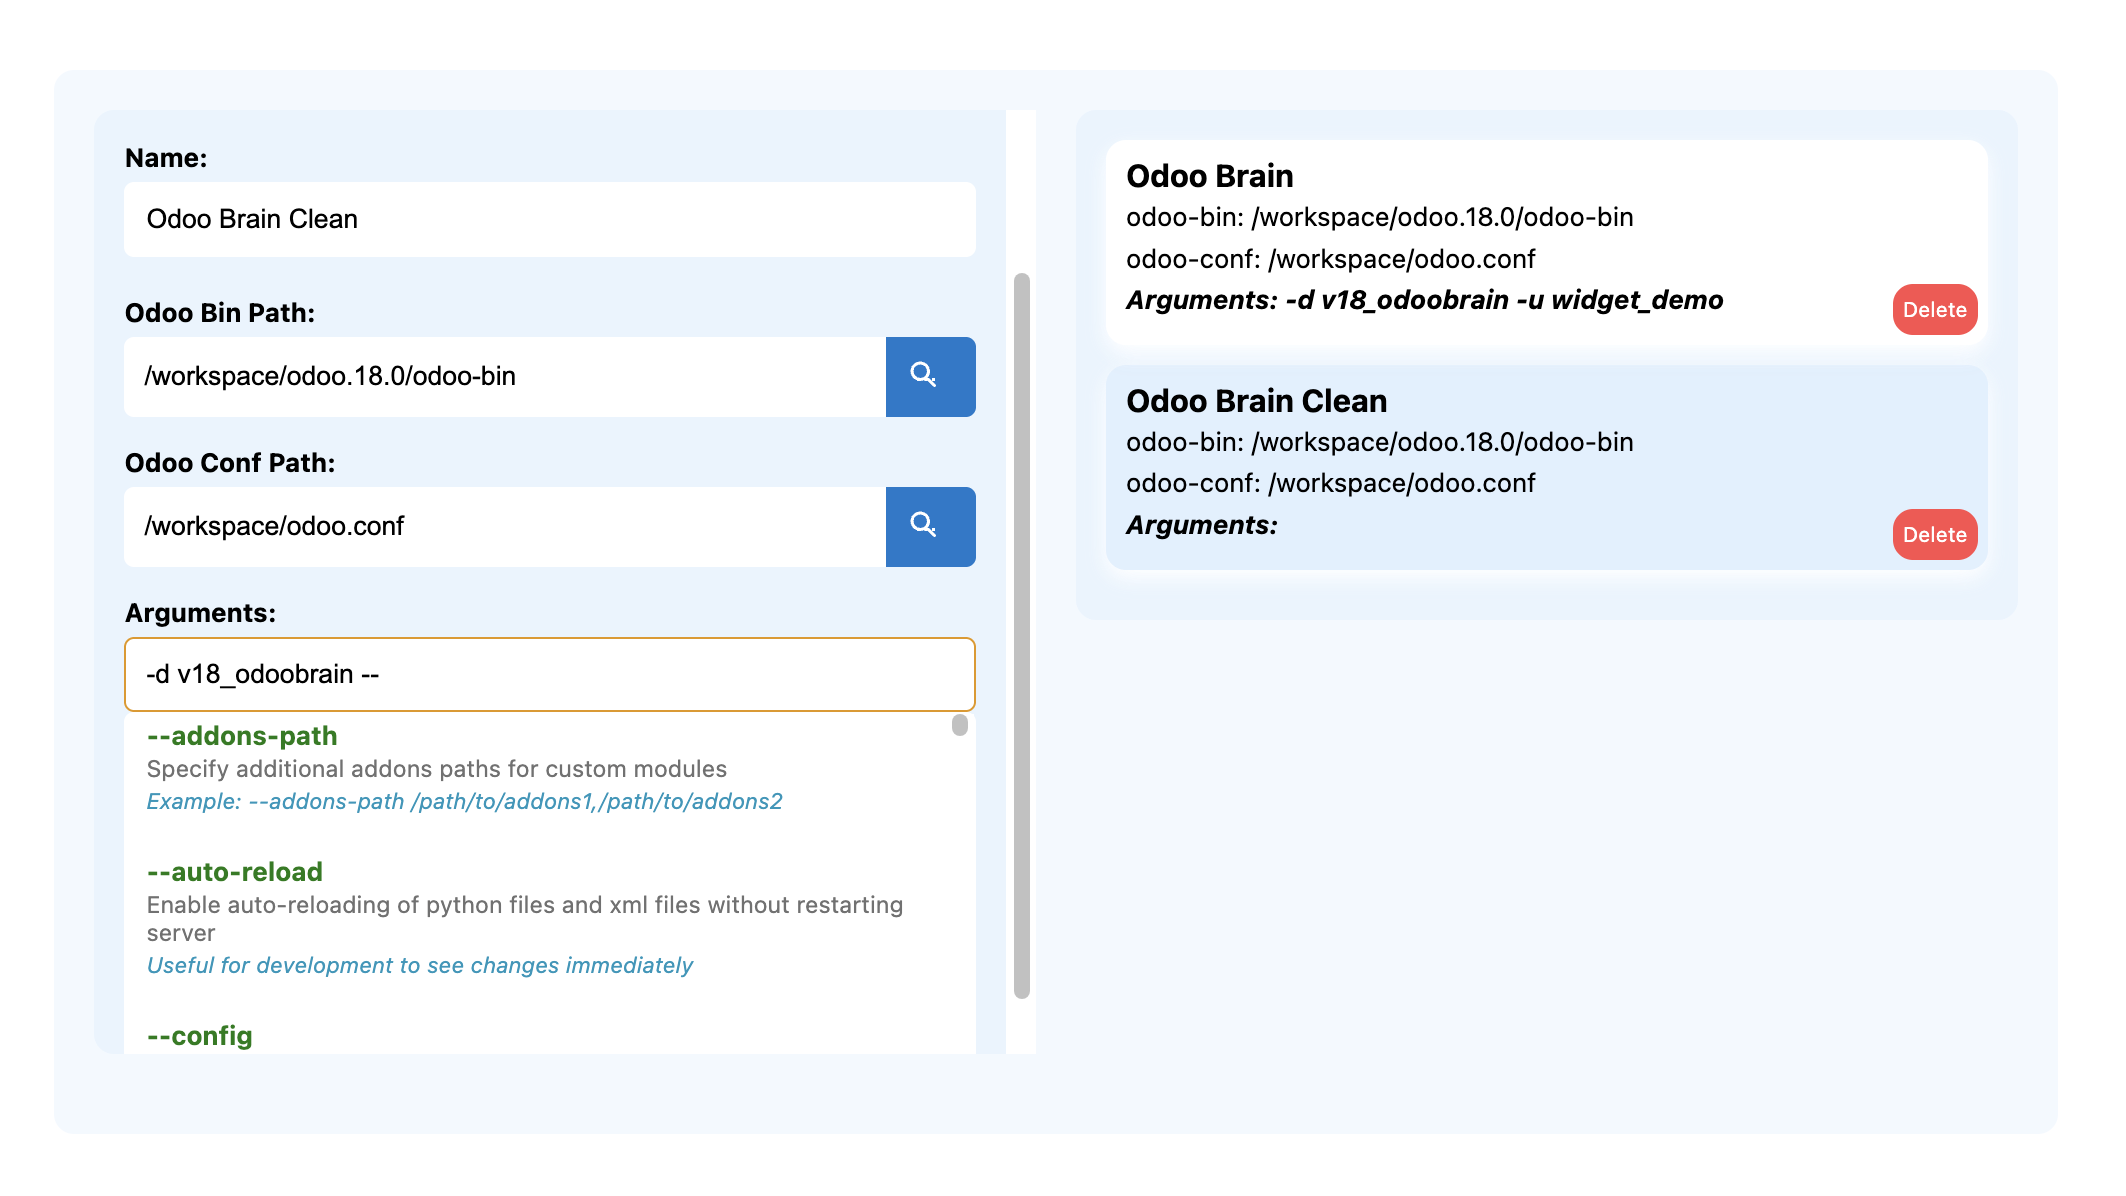 Name:
Odoo Brain Clean
Odoo Bin Path:
/workspace/odoo.18.0/odoo-bin
Odoo Conf Path:
/workspace/odoo.conf
Arguments:
-d v18_odoobrain --
--addons-path
Specify additional addons paths for custom modules
Example: --addons-path /path/to/addons1,/path/to/addons2
--auto-reload
Enable auto-reloading of python files and xml files without restarting
server
Useful for development to see changes immediately
--config
Odoo Brain
odoo-bin: /workspace/odoo.18.0/odoo-bin
odoo-conf: /workspace/odoo.conf
Arguments: -d v18_odoobrain -u widget_demo
Delete
Odoo Brain Clean
odoo-bin: /workspace/odoo.18.0/odoo-bin
odoo-conf: /workspace/odoo.conf
Arguments:
Delete